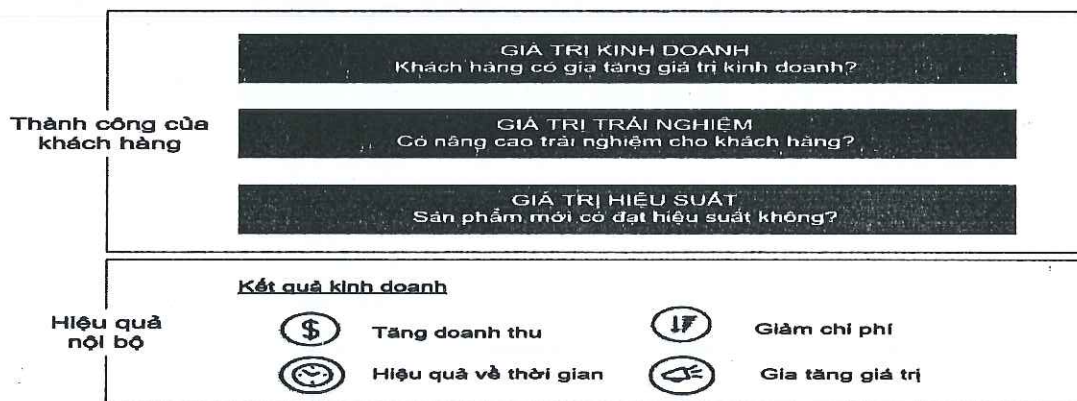 GIÁ TRỊ KINH DOANH
Khách hàng có gia tăng giá trị kinh doanh?
Thành công của
khách hàng
GIÁ TRỊ TRẢI NGHIỆM
Có nâng cao trải nghiệm cho khách hàng?
GIÁ TRỊ HIỆU SUẤT
Sản phẩm mới có đạt hiệu suất không?
Kết quả kinh doanh
Hiệu quả
nội bộ
$ Tăng doanh thu
Giảm chi phí
Hiệu quả về thời gian
Gia tăng giá trị